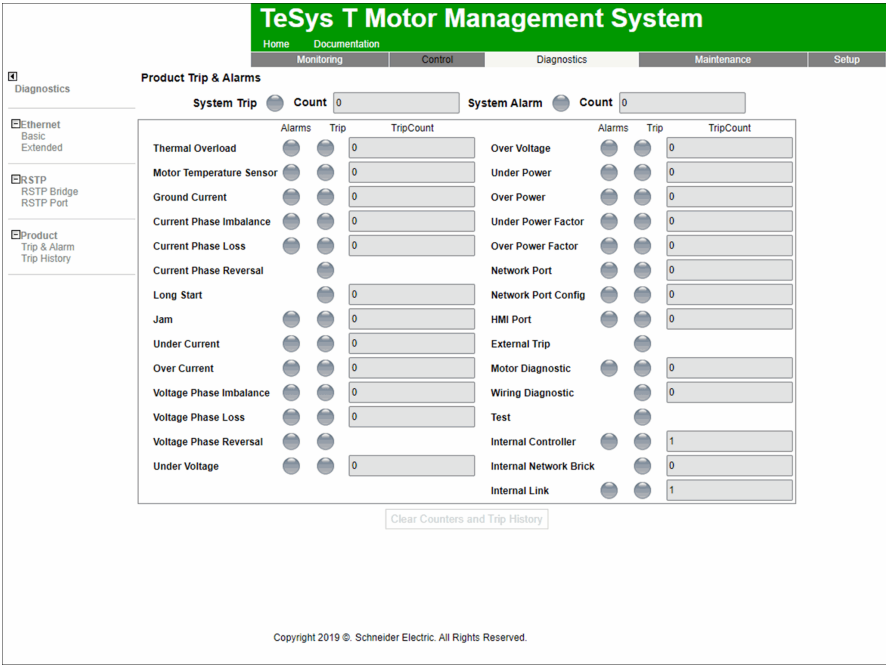 TeSys T Motor Management System
Home Documentation
Monitoring Control Diagnostics Maintenance Setup
Diagnostics
Ethernet
Basic
Extended
RSTP
RSTP Bridge
RSTP Port
Product
Trip & Alarm
Trip History
Product Trip & Alarms
System Trip Count 0 System Alarm Count 0
Alarms Trip TripCount Alarms Trip TripCount
Thermal Overload 0 Over Voltage 0
Motor Temperature Sensor 0 Under Power 0
Ground Current 0 Over Power 0
Current Phase Imbalance 0 Under Power Factor 0
Current Phase Loss 0 Over Power Factor 0
Current Phase Reversal Network Port 0
Long Start 0 Network Port Config 0
Jam 0 HMI Port 0
Under Current 0 External Trip
Over Current 0 Motor Diagnostic 0
Voltage Phase Imbalance 0 Wiring Diagnostic 0
Voltage Phase Loss 0 Test
Voltage Phase Reversal Internal Controller 1
Under Voltage 0 Internal Network Brick 0
Internal Link 1
Clear Counters and Trip History
Copyright 2019 ©. Schneider Electric. All Rights Reserved.